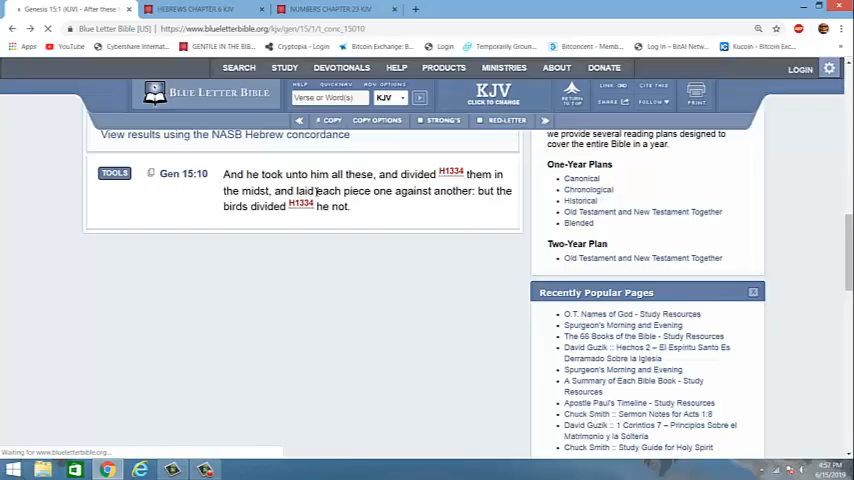 Genesis 15:1 (KJV) - After these
HEBREWS CHAPTER 6 KJV
NUMBERS CHAPTER 23 KJV
Blue Letter Bible [US] | https://www.blueletterbible.org/kjv/gen/15/1/t_conc_15010
Apps
YouTube
Cybershare Internat...
GENTILE IN THE BIB...
Cryptopia - Login
Bitcoin Exchange: B...
Login
Temporarily Groun...
Bitconcent - Memb...
Log In – BitAI Netw...
Kucoin - Bitcoin Exc...
SEARCH STUDY DEVOTIONALS HELP PRODUCTS MINISTRIES ABOUT DONATE
LOGIN
BLUE LETTER BIBLE
HELP QUICKNAV ADV. OPTIONS
Verse or Word(s)
KJV
KJV
CLICK TO CHANGE
RETURN
TO TOP
LINK
CITE THIS
SHARE
FOLLOW
PRINT
COPY COPY OPTIONS STRONG'S RED-LETTER
View results using the NASB Hebrew concordance
TOOLS
Gen 15:10
And he took unto him all these, and divided H1334 them in
the midst, and laid each piece one against another: but the
birds divided H1334 he not.
we provide several reading plans designed to
cover the entire Bible in a year.
One-Year Plans
Canonical
Chronological
Historical
Old Testament and New Testament Together
Blended
Two-Year Plan
Old Testament and New Testament Together
Recently Popular Pages
O.T. Names of God - Study Resources
Spurgeon's Morning and Evening
The 66 Books of the Bible - Study Resources
David Guzik :: Hechos 2 – El Espíritu Santo Es
Derramado Sobre la Iglesia
Spurgeon's Morning and Evening
A Summary of Each Bible Book - Study
Resources
Apostle Paul's Timeline - Study Resources
Chuck Smith :: Sermon Notes for Acts 1:8
David Guzik :: 1 Corintios 7 – Principios Sobre el
Matrimonio y la Soltería
Chuck Smith :: Study Guide for Holy Spirit
Waiting for www.blueletterbible.org...
4:57 PM
6/15/2019